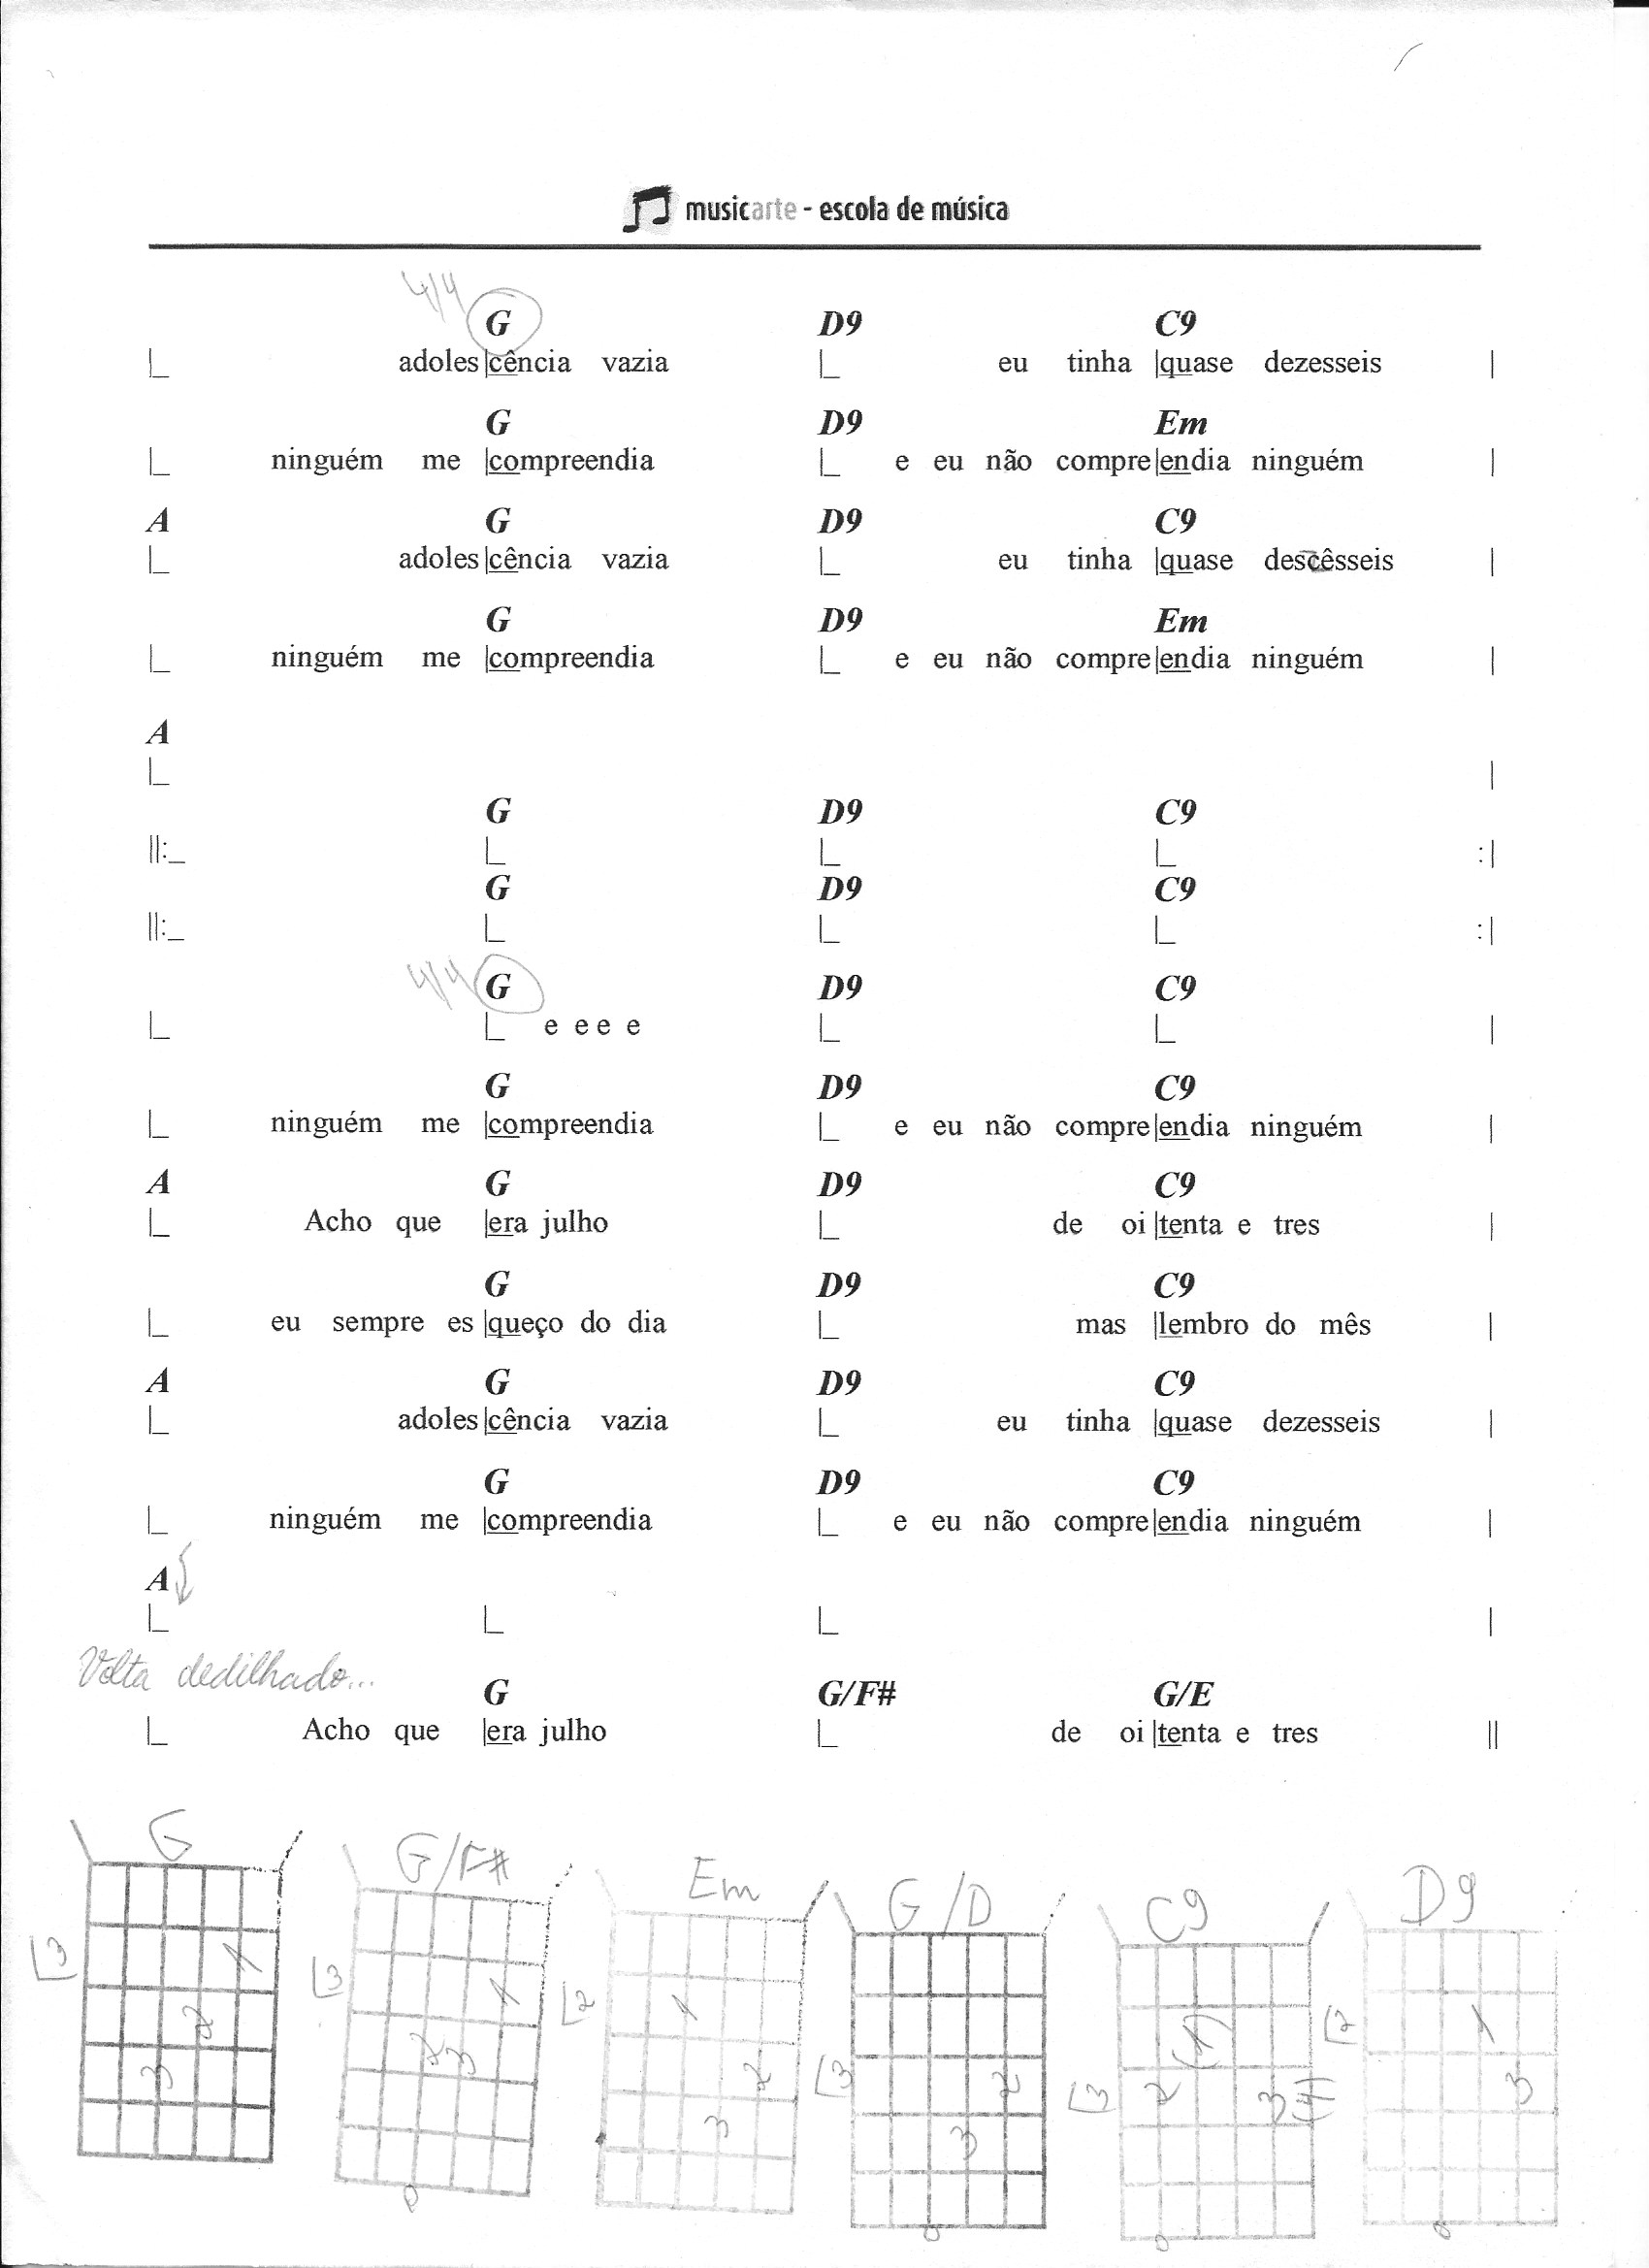 musicarte - escola de música
4/4
G D9 C9
|_ adoles|cência vazia |_ eu tinha |quase dezesseis |
G D9 Em
|_ ninguém me |compreendia |_ e eu não compre|endia ninguém |
A G D9 C9
|_ adoles|cência vazia |_ eu tinha |quase descêsseis |
G D9 Em
|_ ninguém me |compreendia |_ e eu não compre|endia ninguém |
A
|_ |
G D9 C9
||:_ |_ |_ |_ :|
G D9 C9
||:_ |_ |_ |_ :|
4/4 G D9 C9
|_ |_ e e e e |_ |_ |
G D9 C9
|_ ninguém me |compreendia |_ e eu não compre|endia ninguém |
A G D9 C9
|_ Acho que |era julho |_ de oi|tenta e tres |
G D9 C9
|_ eu sempre es|queço do dia |_ mas |lembro do mês |
A G D9 C9
|_ adoles|cência vazia |_ eu tinha |quase dezesseis |
G D9 C9
|_ ninguém me |compreendia |_ e eu não compre|endia ninguém |
A
|_ |_ |_ |
Volta dedilhado...
G G/F# G/E
|_ Acho que |era julho |_ de oi|tenta e tres ||
G G/F# Em G/D C9 D9
3 1 2 3
3 1 2 3
2 1 2 3
3 2 3
3 (1) 2 3 (4)
2 1 3